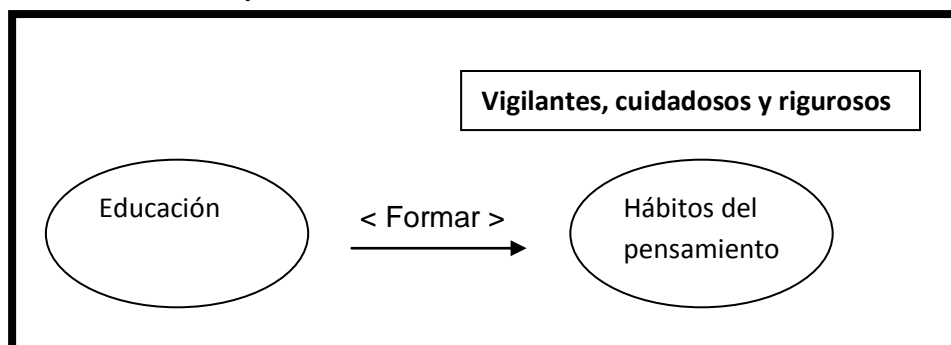 Vigilantes, cuidadosos y rigurosos
Educación
< Formar >
Hábitos del
pensamiento